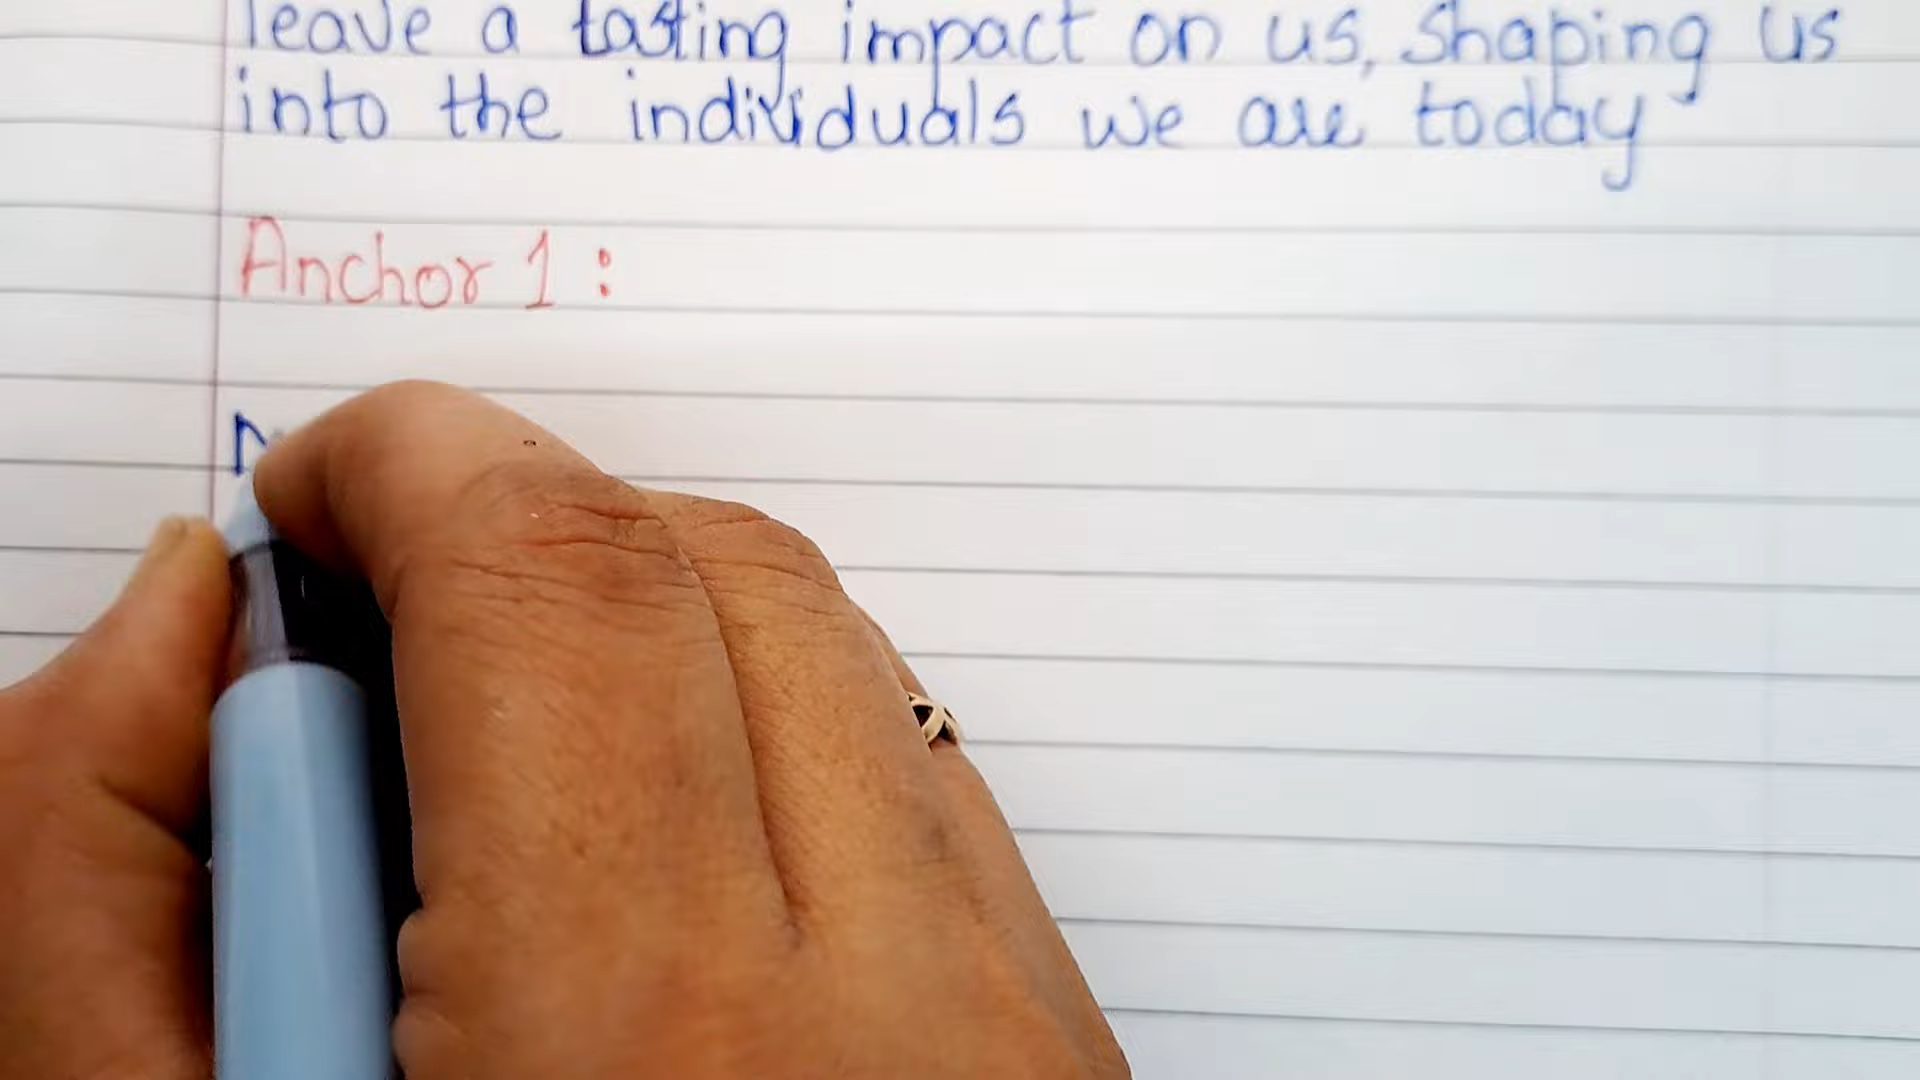 leave a lasting impact on us, shaping us
into the individuals we are today
Anchor 1 :